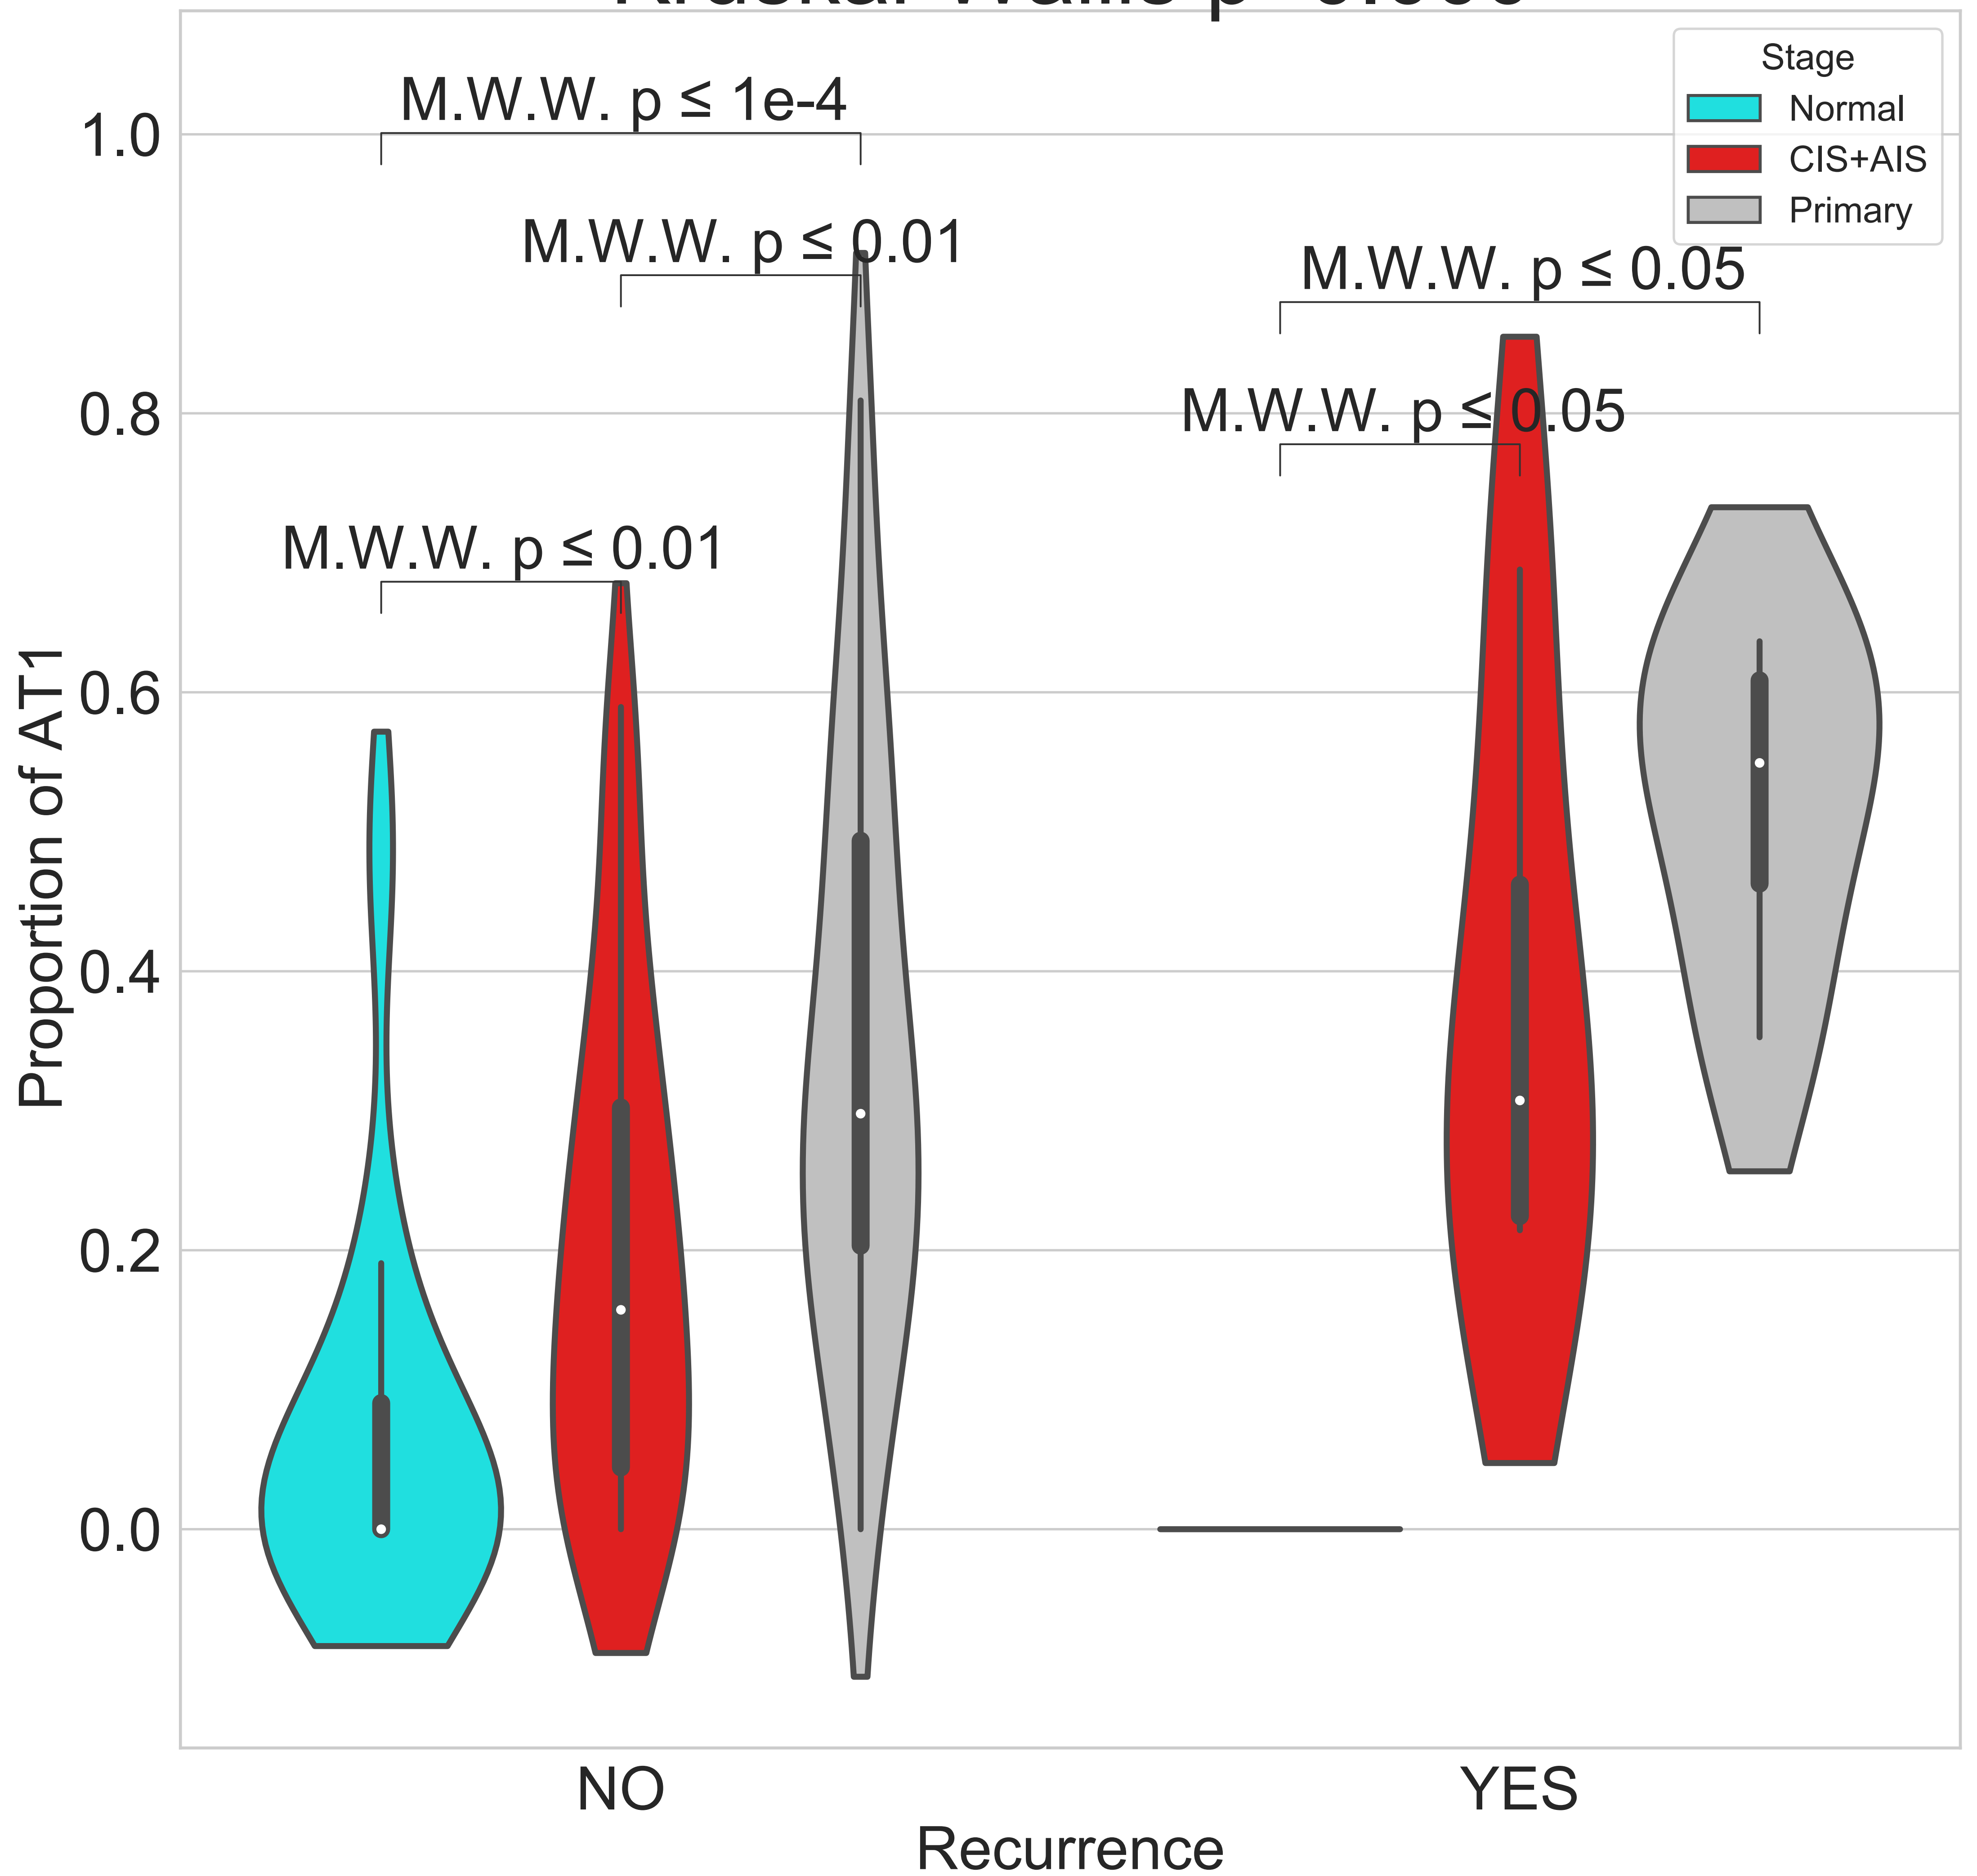 Stage
Normal
CIS+AIS
Primary
M.W.W. p ≤ 1e-4
M.W.W. p ≤ 0.01
M.W.W. p ≤ 0.05
M.W.W. p ≤ 0.05
M.W.W. p ≤ 0.01
1.0
0.8
0.6
0.4
0.2
0.0
Proportion of AT1
NO
YES
Recurrence